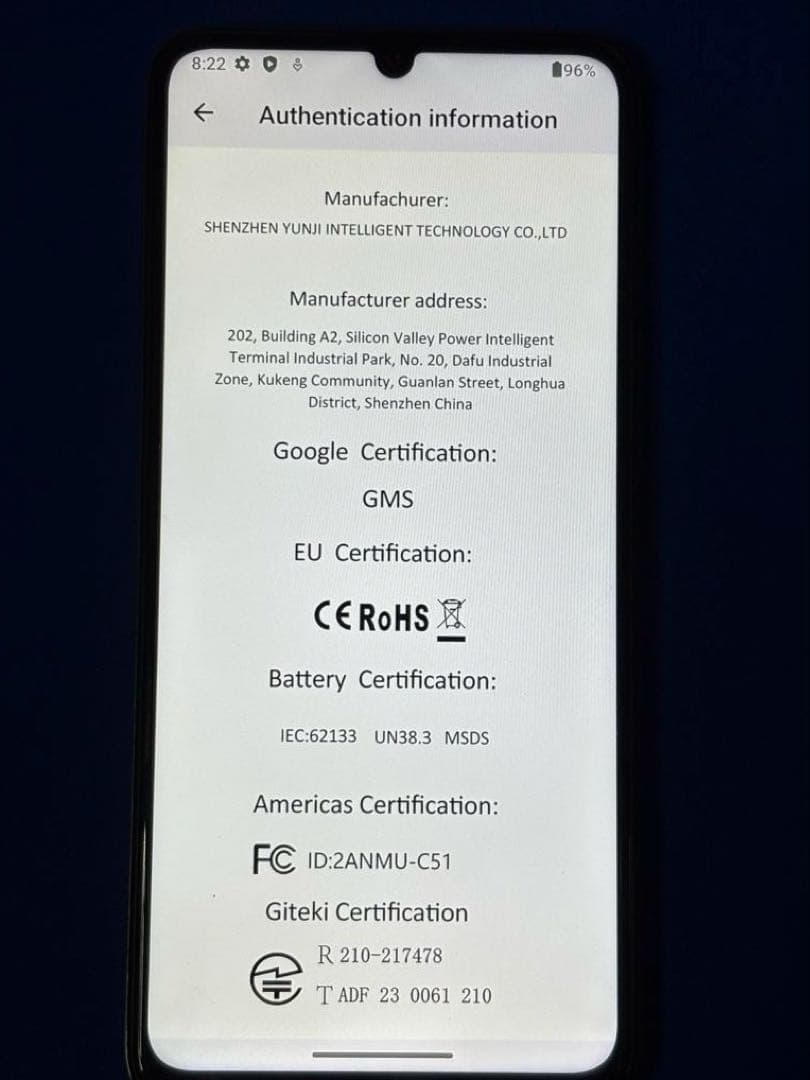 8:22
96%
Authentication information
Manufachurer:
SHENZHEN YUNJI INTELLIGENT TECHNOLOGY CO.,LTD
Manufacturer address:
202, Building A2, Silicon Valley Power Intelligent
Terminal Industrial Park, No. 20, Dafu Industrial
Zone, Kukeng Community, Guanlan Street, Longhua
District, Shenzhen China
Google Certification:
GMS
EU Certification:
CE RoHS
Battery Certification:
IEC:62133 UN38.3 MSDS
Americas Certification:
FC ID:2ANMU-C51
Giteki Certification
R 210-217478
T ADF 23 0061 210